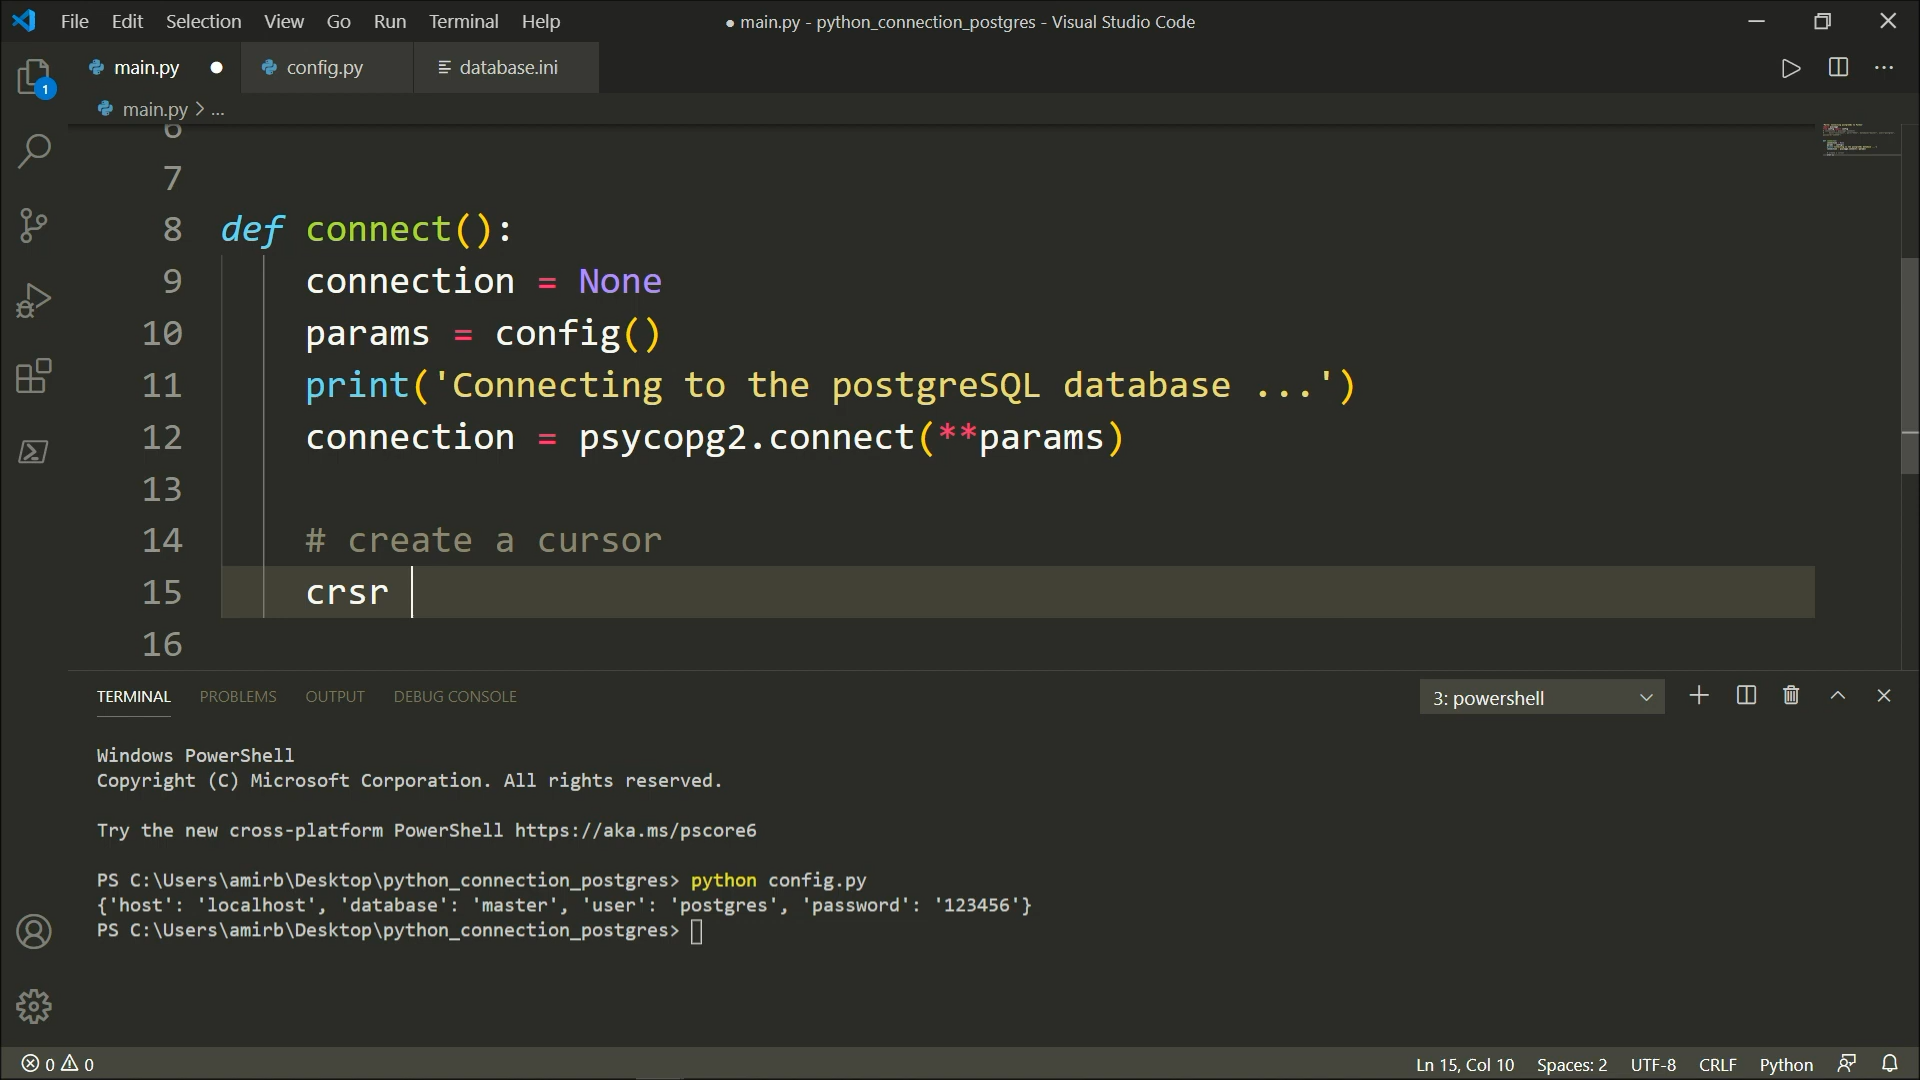 File Edit Selection View Go Run Terminal Help
● main.py - python_connection_postgres - Visual Studio Code
main.py config.py database.ini
1
main.py > ...
6
7
8 def connect():
9 connection = None
10 params = config()
11 print('Connecting to the postgreSQL database ...')
12 connection = psycopg2.connect(**params)
13
14 # create a cursor
15 crsr
16
TERMINAL PROBLEMS OUTPUT DEBUG CONSOLE 3: powershell
Windows PowerShell
Copyright (C) Microsoft Corporation. All rights reserved.
Try the new cross-platform PowerShell https://aka.ms/pscore6
PS C:\Users\amirb\Desktop\python_connection_postgres> python config.py
{'host': 'localhost', 'database': 'master', 'user': 'postgres', 'password': '123456'}
PS C:\Users\amirb\Desktop\python_connection_postgres>
0 0 Ln 15, Col 10 Spaces: 2 UTF-8 CRLF Python